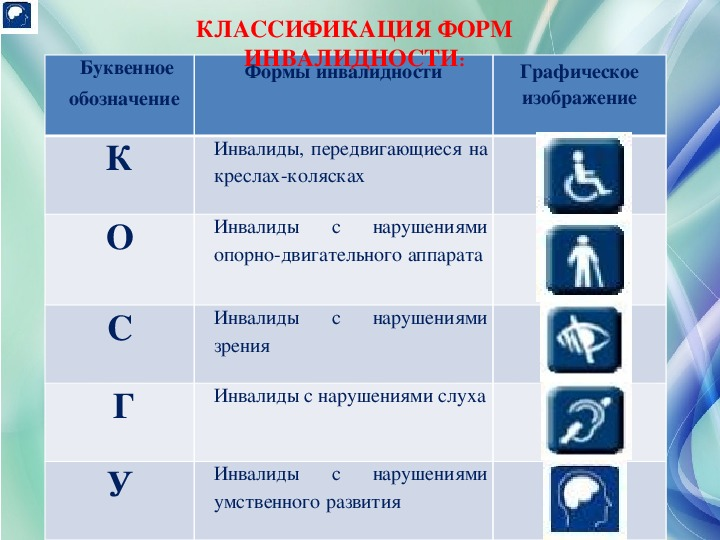 КЛАССИФИКАЦИЯ ФОРМ
ИНВАЛИДНОСТИ:
Буквенное
обозначение
Формы инвалидности
Графическое
изображение
К
Инвалиды, передвигающиеся на
креслах-колясках
О
Инвалиды с нарушениями
опорно-двигательного аппарата
С
Инвалиды с нарушениями
зрения
Г
Инвалиды с нарушениями слуха
У
Инвалиды с нарушениями
умственного развития